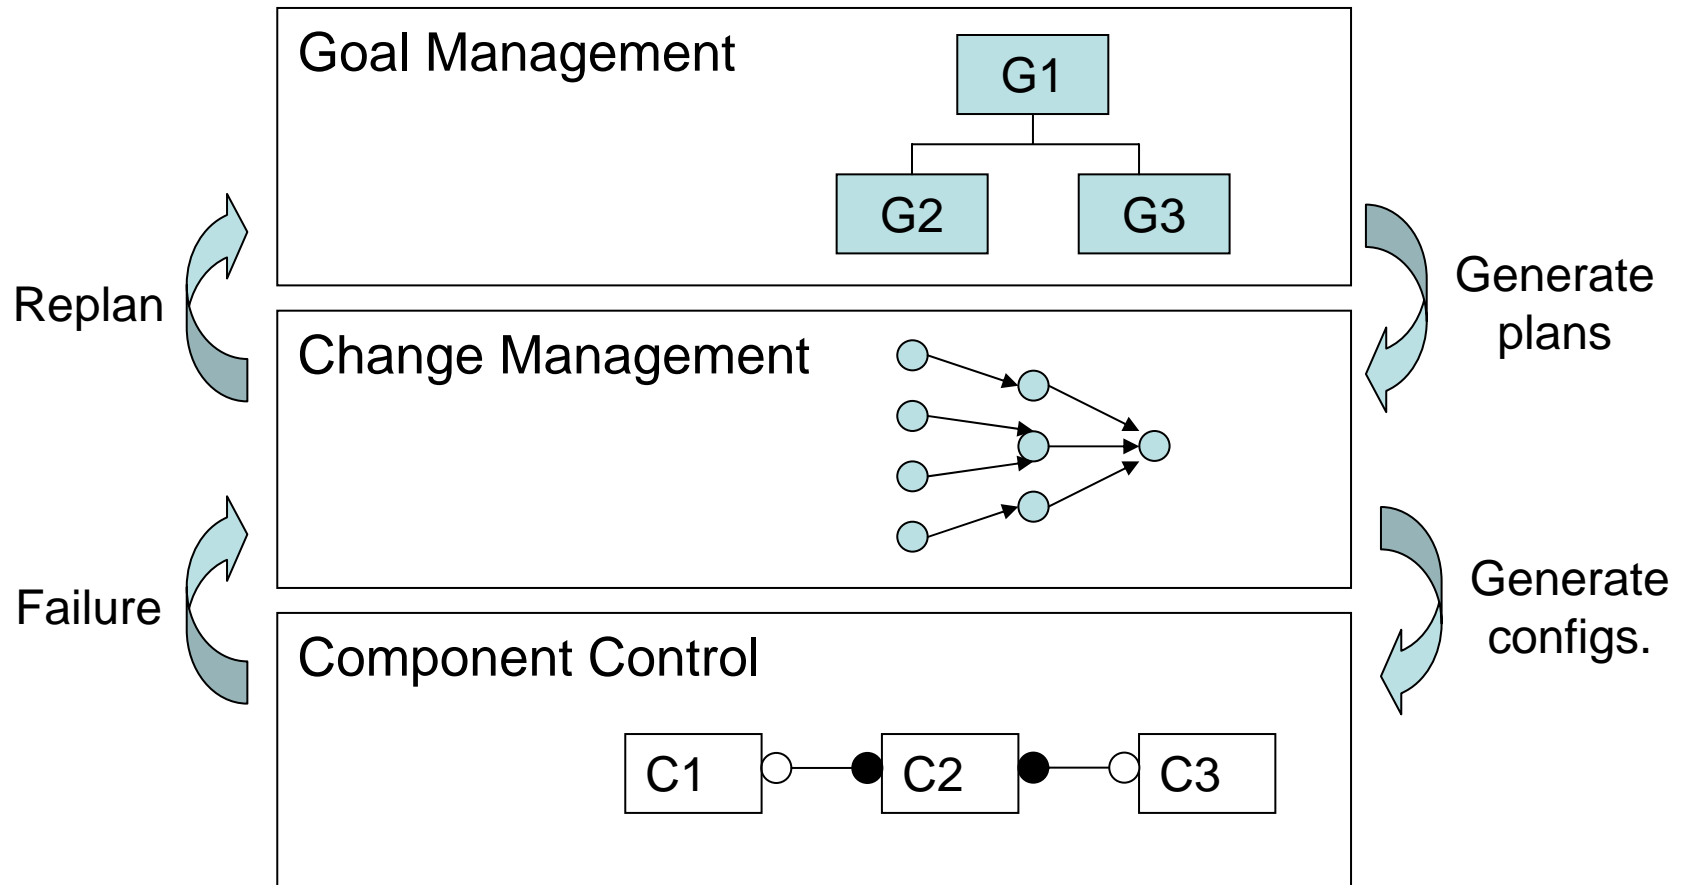 Goal Management
G1
G2
G3
Replan
Generate
plans
Change Management
Failure
Generate
configs.
Component Control
C1
C2
C3